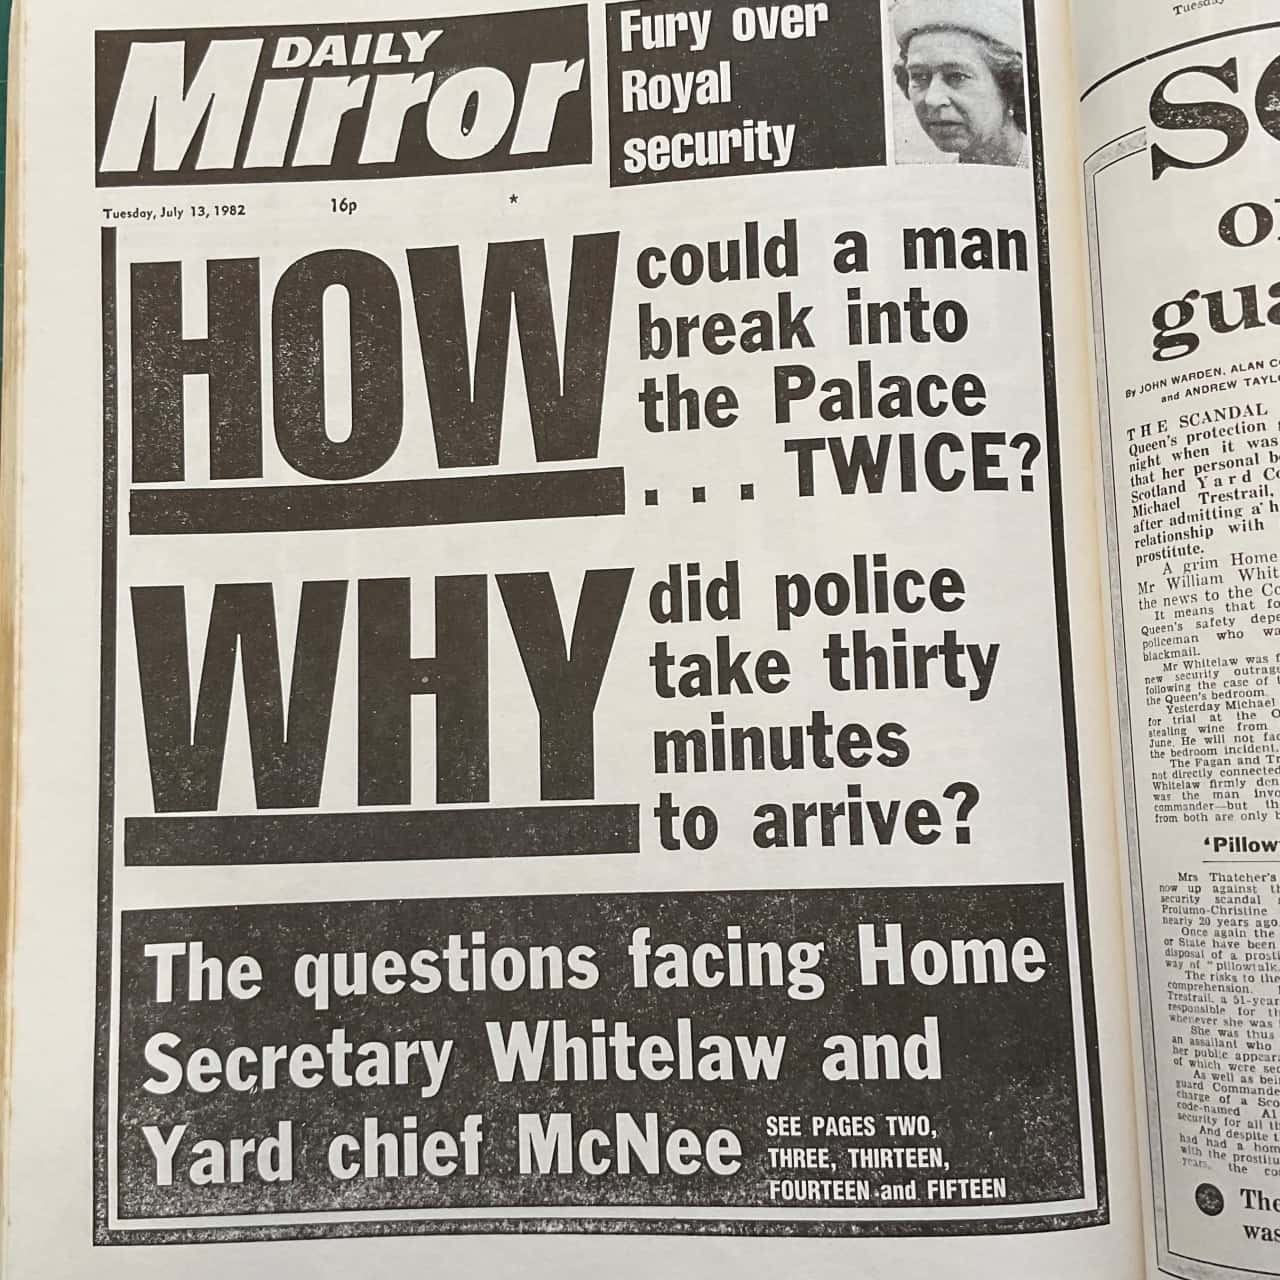 DAILY
Mirror
Fury over
Royal
security
Tuesday, July 13, 1982 16p *
HOW
could a man
break into
the Palace
. . . TWICE?
WHY
did police
take thirty
minutes
to arrive?
The questions facing Home
Secretary Whitelaw and
Yard chief McNee
SEE PAGES TWO,
THREE, THIRTEEN,
FOURTEEN and FIFTEEN
By JOHN WARDEN, ALAN
and ANDREW
THE SCANDAL
Queen's protection
night when it was
that her personal
Scotland Yard
Michael Trestrail,
after admitting a
relationship with
prostitute.
A grim Home
Mr William
the news to the
It means that
Queen's safety
policeman who
blackmail.
Mr Whitelaw was
new security
following the case of
the Queen's bedroom.
Yesterday Michael
for trial at the
stealing wine from
June. He will not
the bedroom incident.
The Fagan and
not directly connected
Whitelaw firmly
was the man
commander—but
from both are only
Mrs Thatcher's
now up against
security scandal
Profumo-Christine
nearly 20 years ago.
Once again the
or State have been
disposal of a
way of "pillowtalk.
The risks to the
comprehension.
Trestrail, a 51-year
responsible for
whenever she was
She was thus
an assailant who
her public
of which were
As well as
guard
charge of a
code-named A1
security for all
And despite
had had a
with the
years, the
The
was